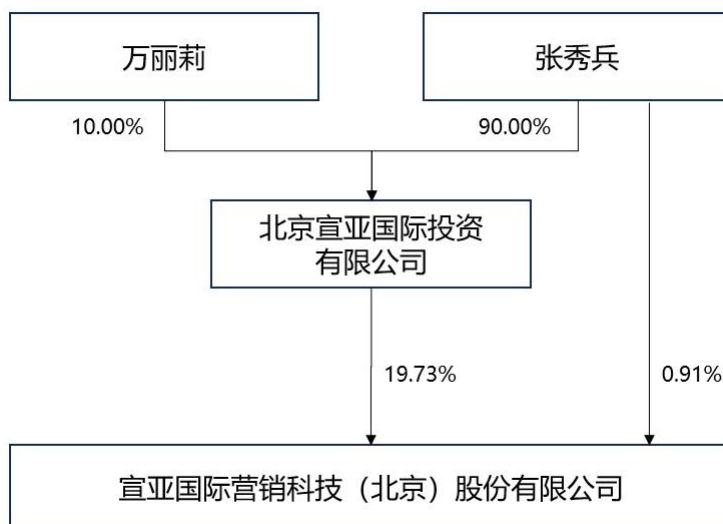 万丽莉
张秀兵
10.00%
90.00%
北京宣亚国际投资
有限公司
19.73%
0.91%
宣亚国际营销科技（北京）股份有限公司